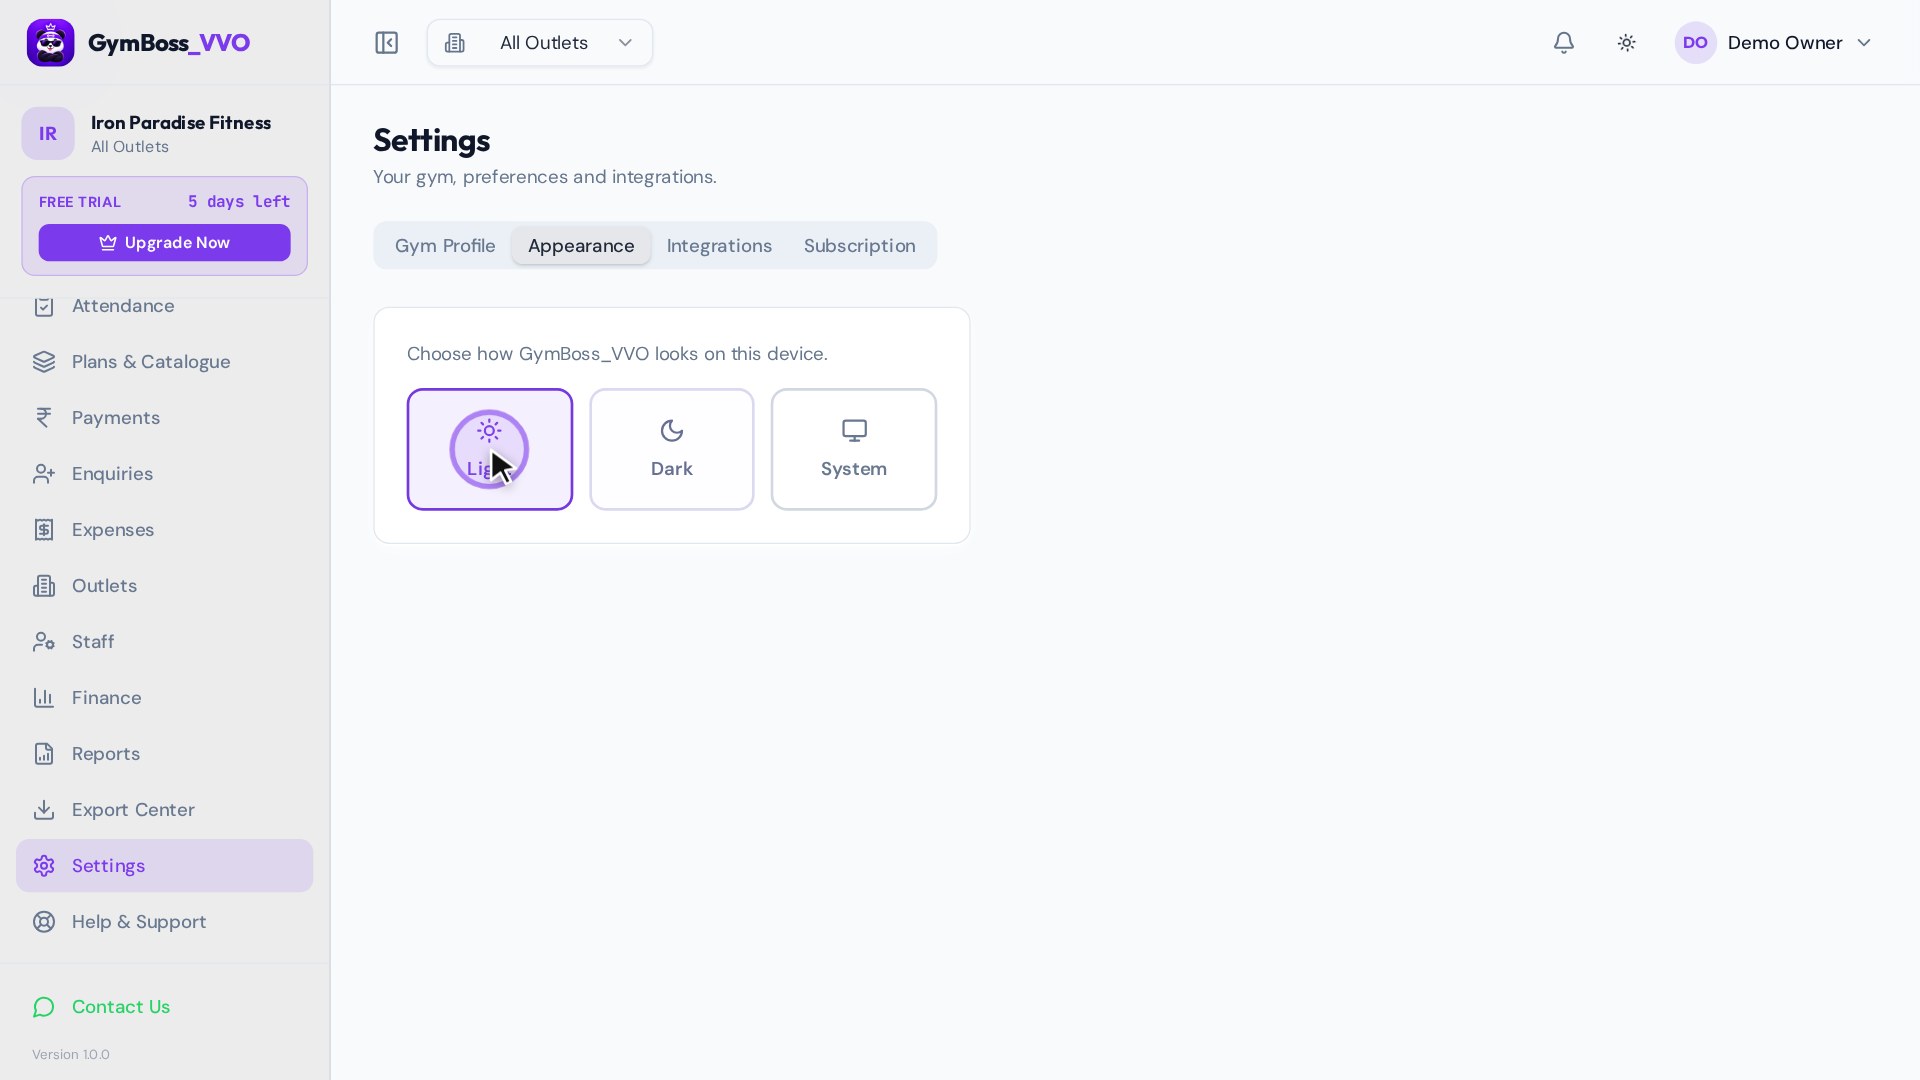 GymBoss_VVO
All Outlets
DO
Demo Owner
IR
Iron Paradise Fitness
All Outlets
FREE TRIAL
5 days left
Upgrade Now
Attendance
Plans & Catalogue
Payments
Enquiries
Expenses
Outlets
Staff
Finance
Reports
Export Center
Settings
Help & Support
Contact Us
Version 1.0.0
Settings
Your gym, preferences and integrations.
Gym Profile
Appearance
Integrations
Subscription
Choose how GymBoss_VVO looks on this device.
Dark
System